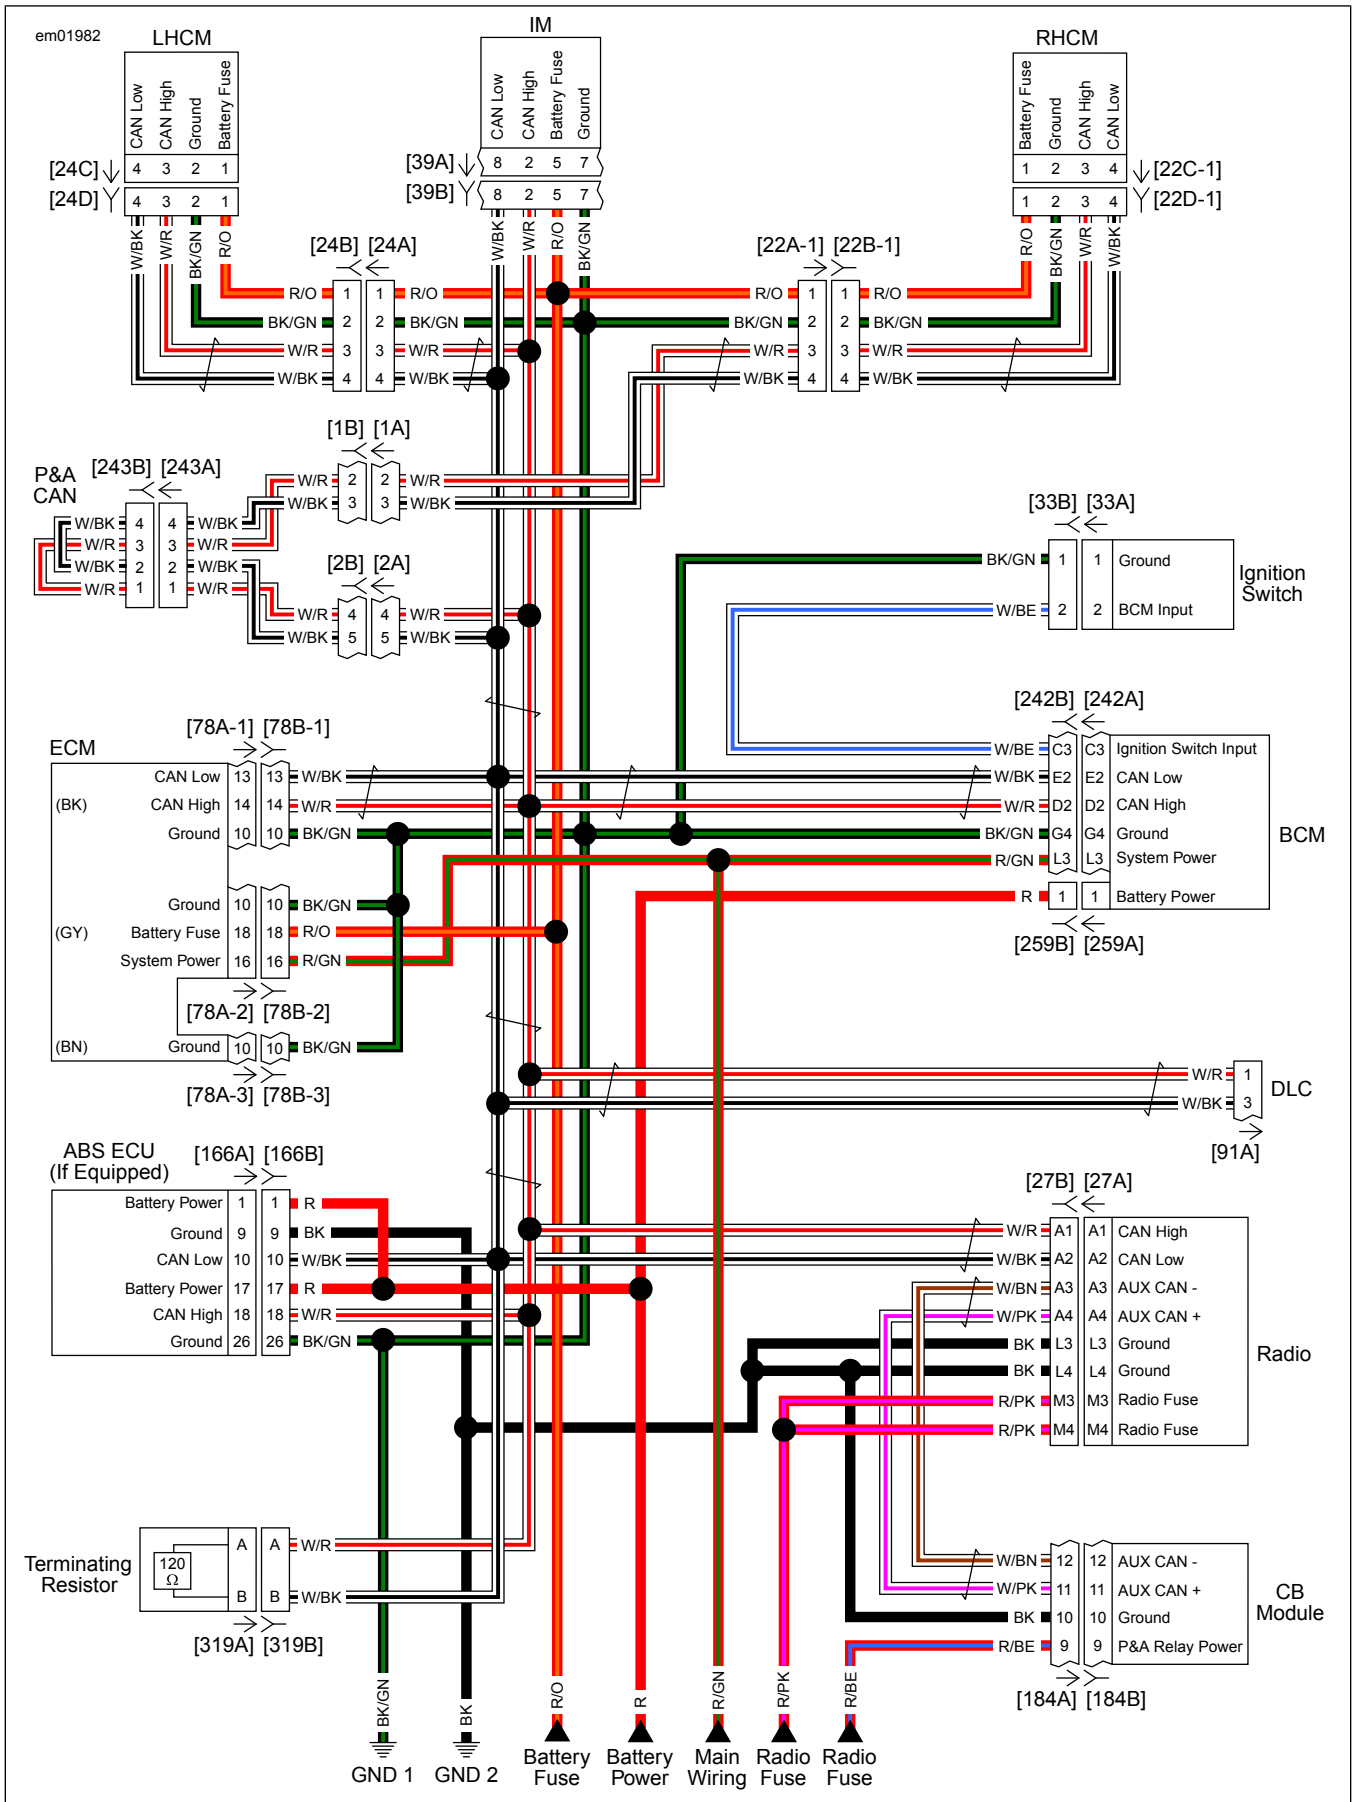 em01982
LHCM
IM
RHCM
CAN Low
CAN High
Ground
Battery Fuse
CAN Low
CAN High
Battery Fuse
Ground
Battery Fuse
Ground
CAN High
CAN Low
[24C] 4 3 2 1
[24D] 4 3 2 1
[39A] 8 2 5 7
[39B] 8 2 5 7
1 2 3 4 [22C-1]
1 2 3 4 [22D-1]
W/BK W/R BK/GN R/O
W/BK W/R R/O BK/GN
R/O BK/GN W/R W/BK
[24B] [24A]
[22A-1] [22B-1]
R/O 1 1 R/O
R/O 1 1 R/O
BK/GN 2 2 BK/GN
BK/GN 2 2 BK/GN
W/R 3 3 W/R
W/R 3 3 W/R
W/BK 4 4 W/BK
W/BK 4 4 W/BK
[1B] [1A]
W/R 2 2 W/R
W/BK 3 3 W/BK
P&A
CAN
[243B] [243A]
W/BK 4 4 W/BK
W/R 3 3 W/R
W/BK 2 2 W/BK
W/R 1 1 W/R
[2B] [2A]
W/R 4 4 W/R
W/BK 5 5 W/BK
[33B] [33A]
BK/GN 1 1 Ground
W/BE 2 2 BCM Input
Ignition
Switch
[242B] [242A]
W/BE C3 C3 Ignition Switch Input
W/BK E2 E2 CAN Low
W/R D2 D2 CAN High
BK/GN G4 G4 Ground
R/GN L3 L3 System Power
R 1 1 Battery Power
[259B] [259A]
BCM
ECM
[78A-1] [78B-1]
CAN Low 13 13 W/BK
(BK) CAN High 14 14 W/R
Ground 10 10 BK/GN
Ground 10 10 BK/GN
(GY) Battery Fuse 18 18 R/O
System Power 16 16 R/GN
[78A-2] [78B-2]
(BN) Ground 10 10 BK/GN
[78A-3] [78B-3]
W/R 1
W/BK 3
DLC
[91A]
ABS ECU
(If Equipped)
[166A] [166B]
Battery Power 1 1 R
Ground 9 9 BK
CAN Low 10 10 W/BK
Battery Power 17 17 R
CAN High 18 18 W/R
Ground 26 26 BK/GN
[27B] [27A]
W/R A1 A1 CAN High
W/BK A2 A2 CAN Low
W/BN A3 A3 AUX CAN -
W/PK A4 A4 AUX CAN +
BK L3 L3 Ground
BK L4 L4 Ground
R/PK M3 M3 Radio Fuse
R/PK M4 M4 Radio Fuse
Radio
Terminating
Resistor
120
Ω
A A W/R
B B W/BK
[319A] [319B]
W/BN 12 12 AUX CAN -
W/PK 11 11 AUX CAN +
BK 10 10 Ground
R/BE 9 9 P&A Relay Power
[184A] [184B]
CB
Module
BK/GN
BK
R/O
R
R/GN
R/PK
R/BE
GND 1
GND 2
Battery
Fuse
Battery
Power
Main
Wiring
Radio
Fuse
Radio
Fuse